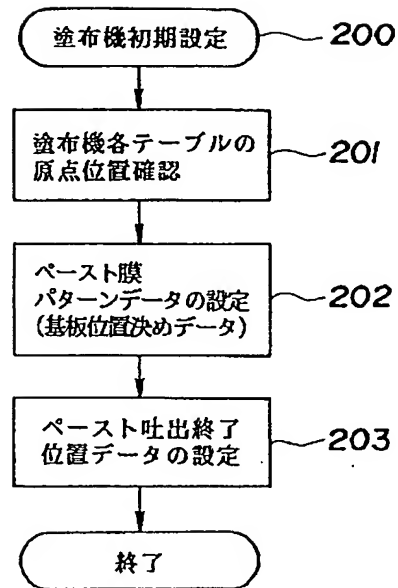 塗布機初期設定
200
塗布機各テーブルの
原点位置確認
201
ペースト膜
パターンデータの設定
(基板位置決めデータ)
202
ペースト吐出終了
位置データの設定
203
終了